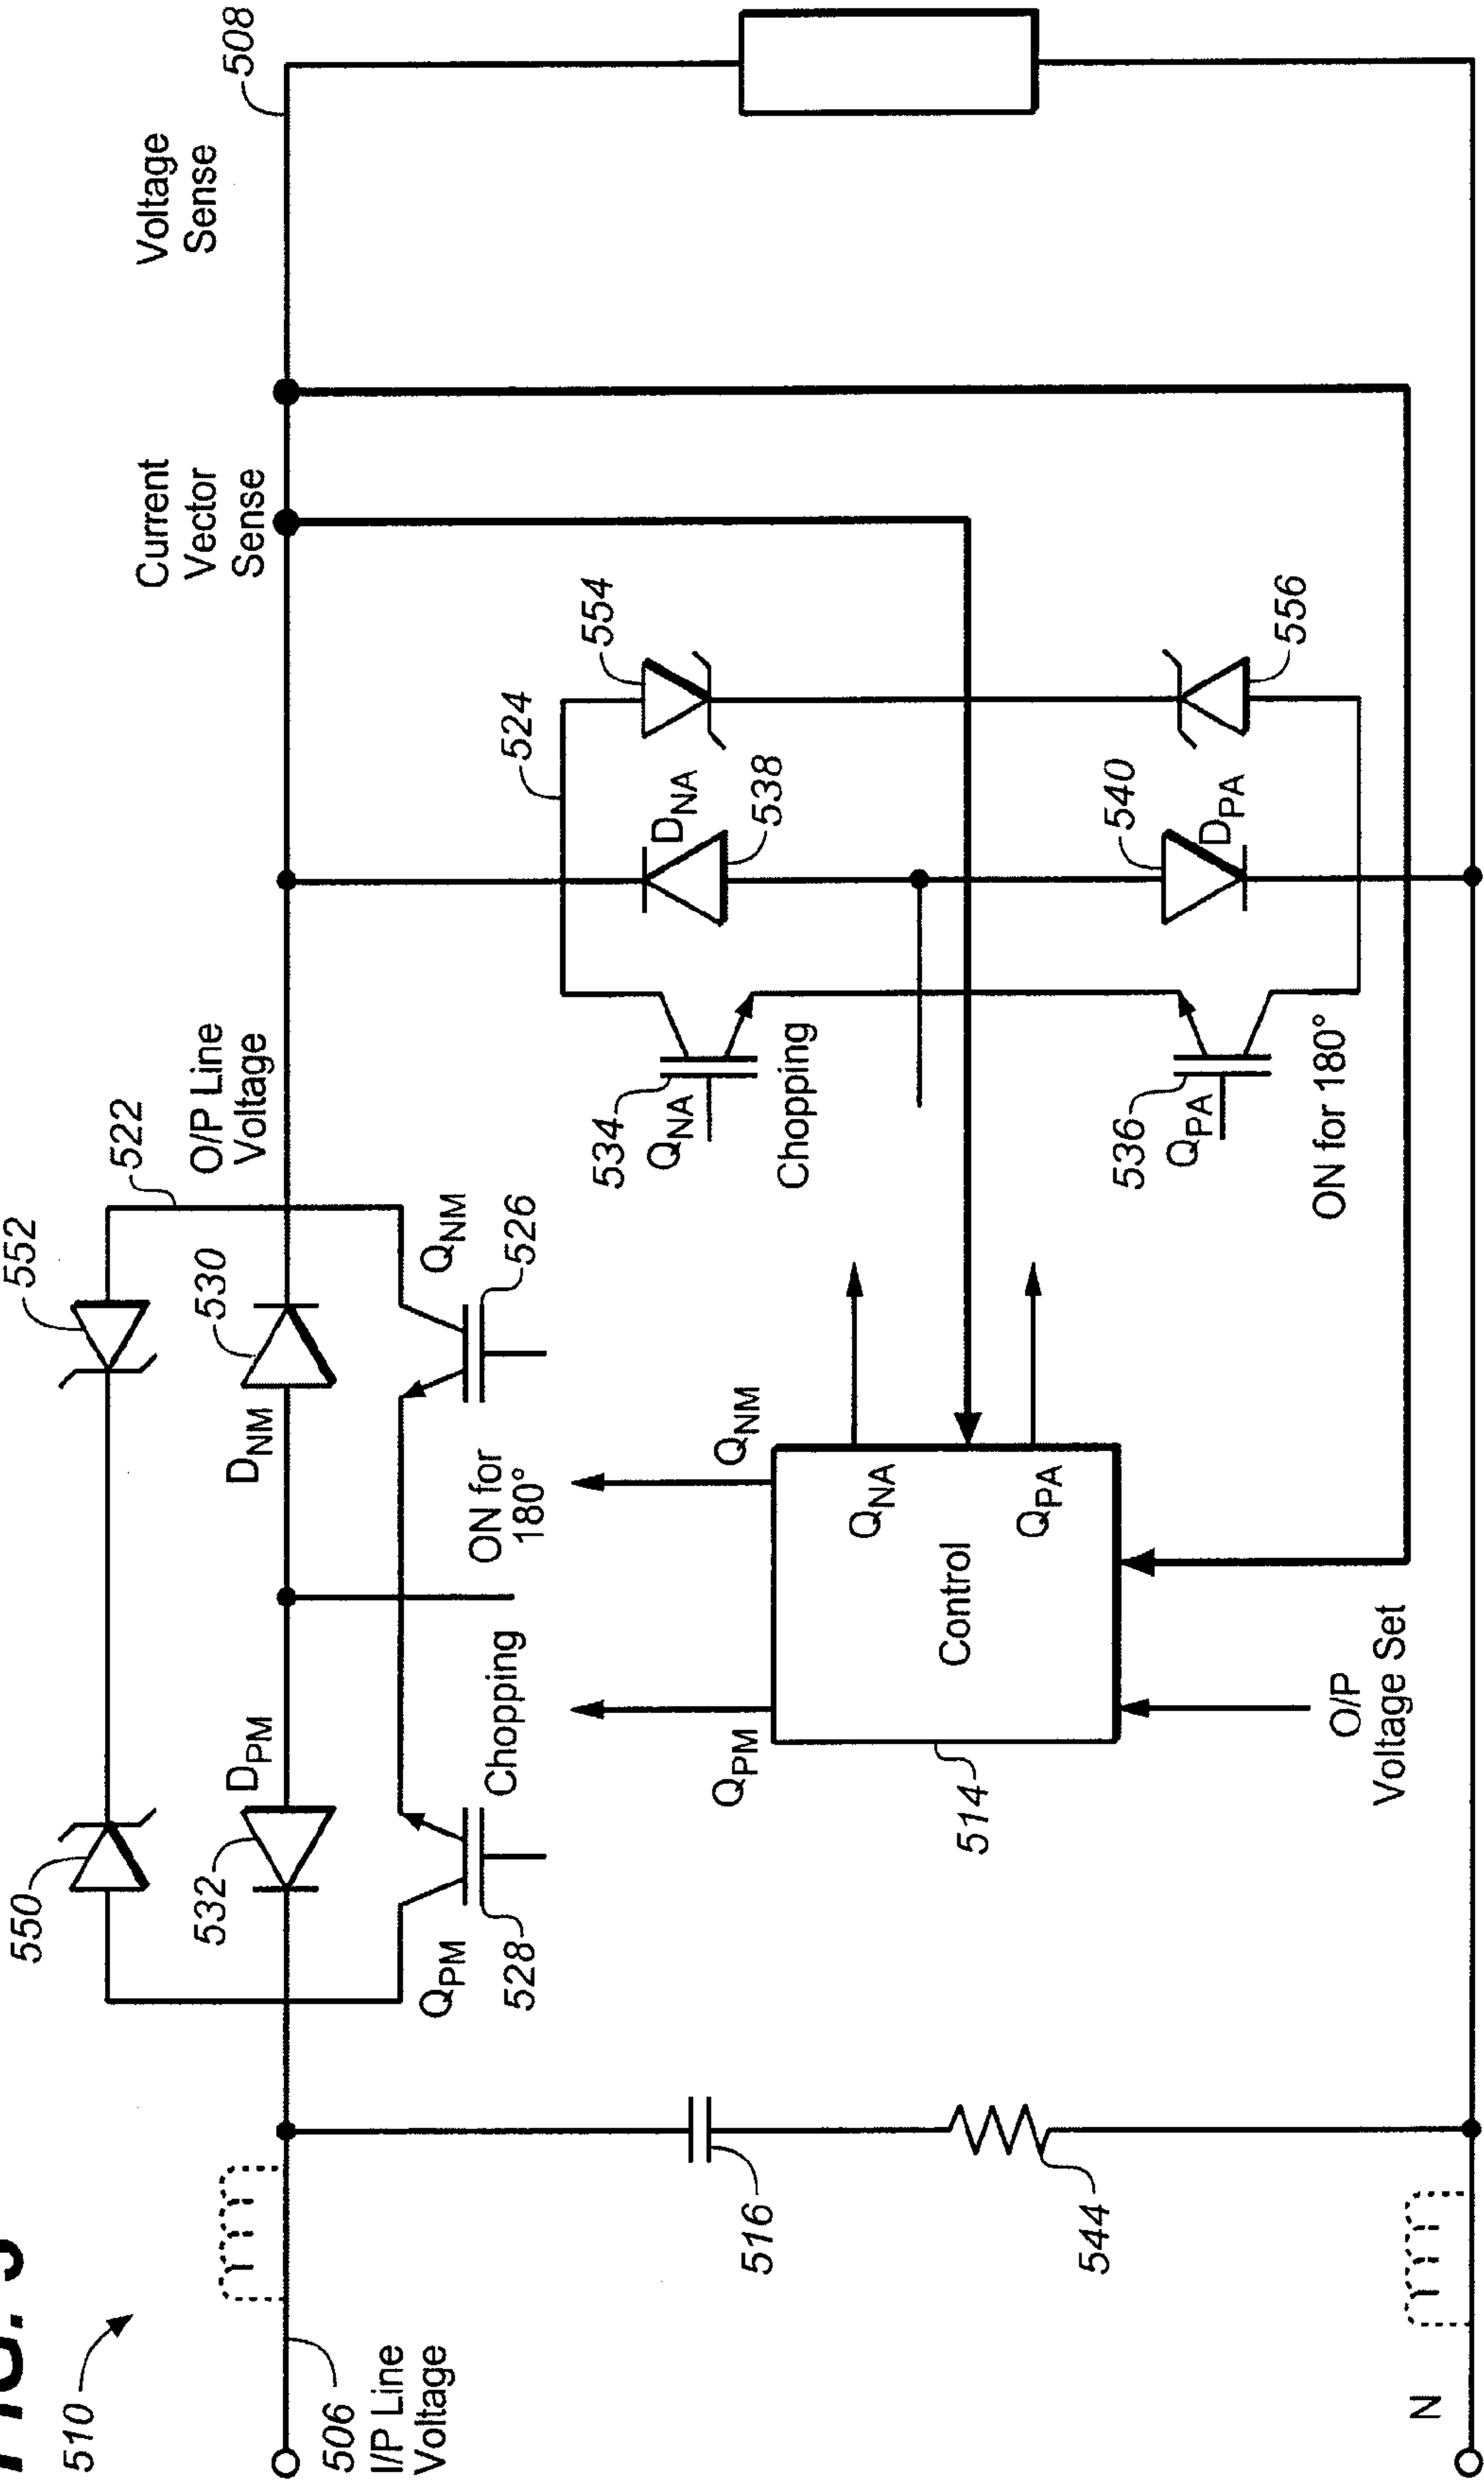 FIG. 5
510
506
I/P Line
Voltage
N
516
544
550
552
522
532
D_PM
D_NM
530
Q_PM
528
Chopping
ON for
180°
Q_NM
526
O/P Line
Voltage
Q_PM
Q_NM
Q_NA
Q_PA
Control
514
O/P
Voltage Set
534
Q_NA
Chopping
536
Q_PA
ON for 180°
524
D_NA
538
540
D_PA
554
556
Current
Vector
Sense
Voltage
Sense
508